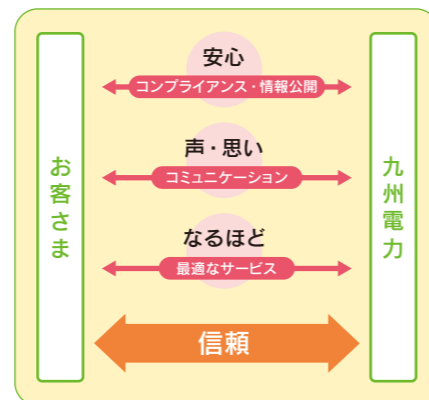 お客さま
安心
コンプライアンス・情報公開
声・思い
コミュニケーション
なるほど
最適なサービス
信頼
九州電力